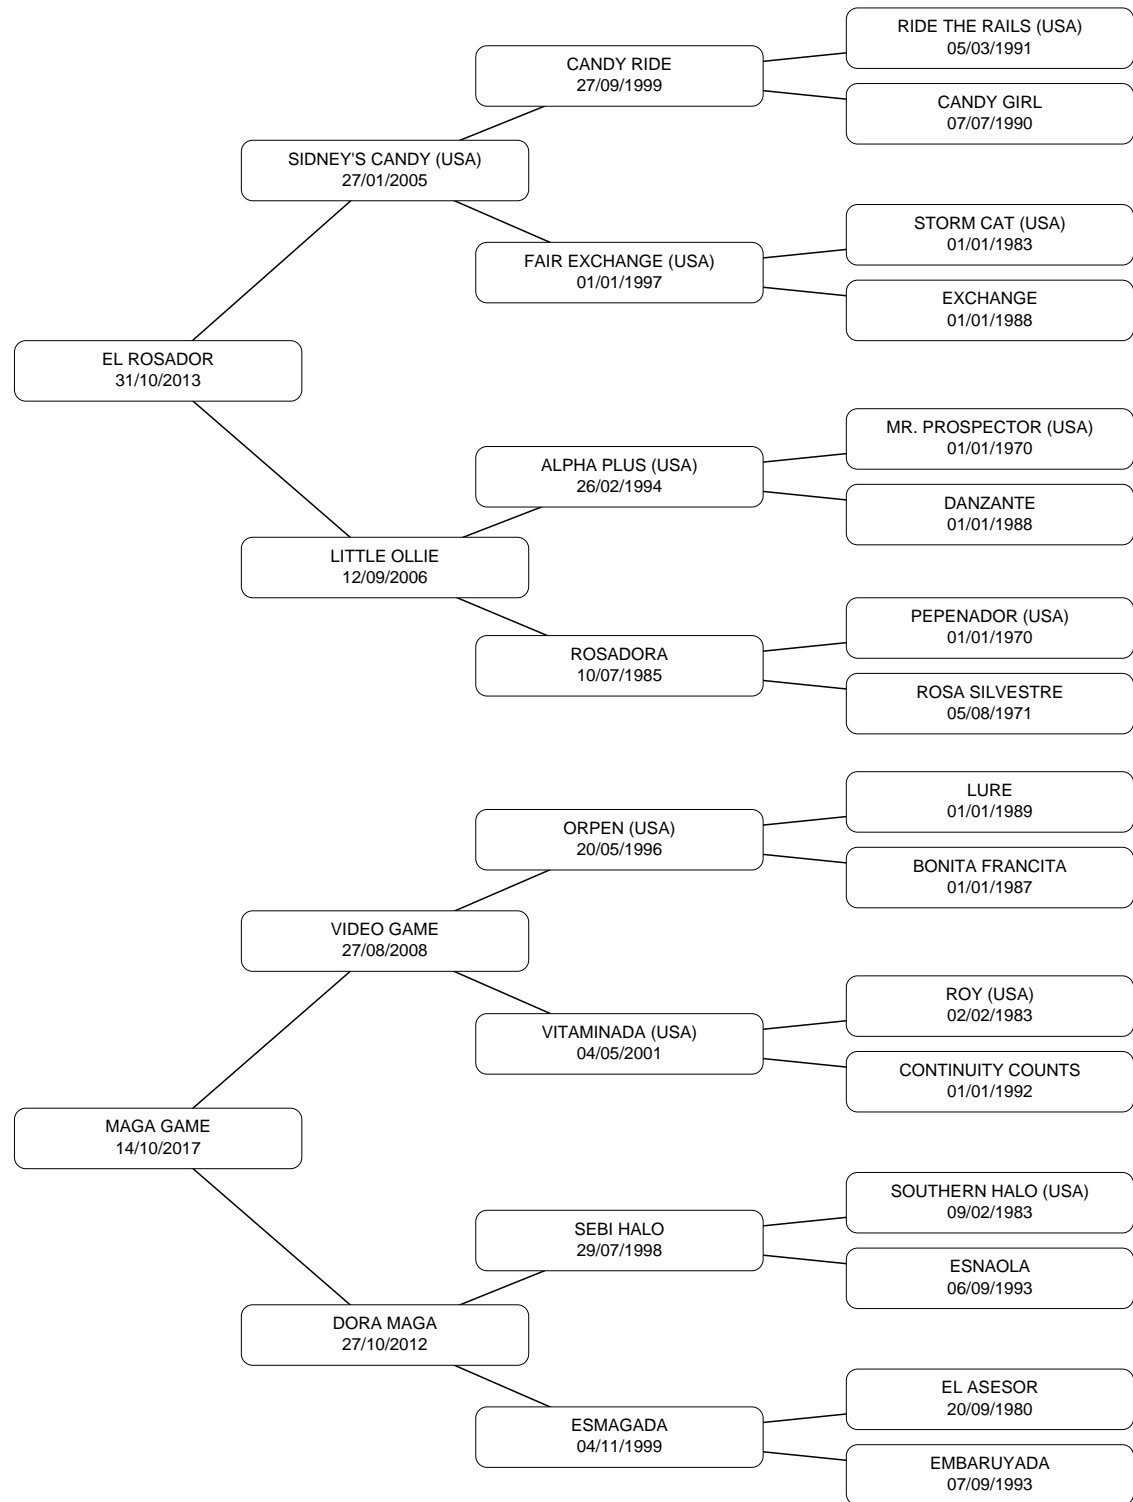 RIDE THE RAILS (USA)
05/03/1991
CANDY RIDE
27/09/1999
CANDY GIRL
07/07/1990
SIDNEY'S CANDY (USA)
27/01/2005
STORM CAT (USA)
01/01/1983
FAIR EXCHANGE (USA)
01/01/1997
EXCHANGE
01/01/1988
EL ROSADOR
31/10/2013
MR. PROSPECTOR (USA)
01/01/1970
ALPHA PLUS (USA)
26/02/1994
DANZANTE
01/01/1988
LITTLE OLLIE
12/09/2006
PEPENADOR (USA)
01/01/1970
ROSADORA
10/07/1985
ROSA SILVESTRE
05/08/1971
LURE
01/01/1989
ORPEN (USA)
20/05/1996
BONITA FRANCITA
01/01/1987
VIDEO GAME
27/08/2008
ROY (USA)
02/02/1983
VITAMINADA (USA)
04/05/2001
CONTINUITY COUNTS
01/01/1992
MAGA GAME
14/10/2017
SOUTHERN HALO (USA)
09/02/1983
SEBI HALO
29/07/1998
ESNAOLA
06/09/1993
DORA MAGA
27/10/2012
EL ASESOR
20/09/1980
ESMAGADA
04/11/1999
EMBARUYADA
07/09/1993